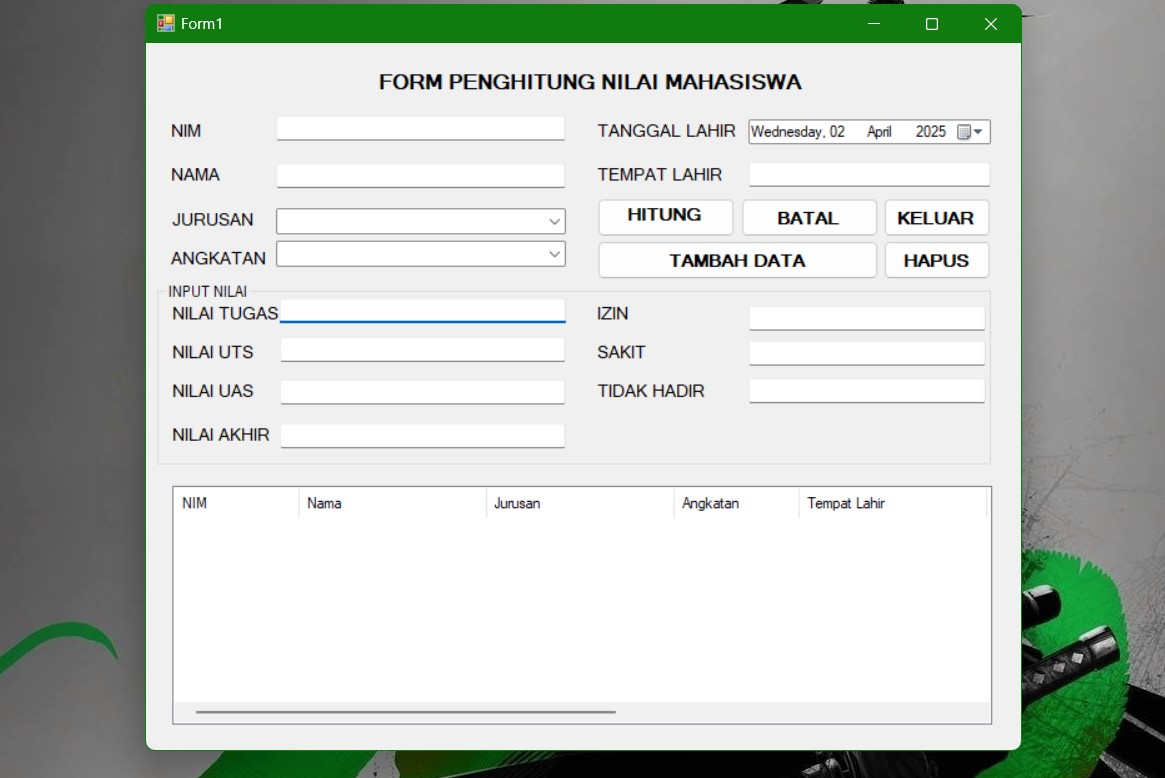 Form1
FORM PENGHITUNG NILAI MAHASISWA
NIM
TANGGAL LAHIR Wednesday, 02 April 2025
NAMA
TEMPAT LAHIR
JURUSAN
HITUNG BATAL KELUAR
ANGKATAN
TAMBAH DATA HAPUS
INPUT NILAI
NILAI TUGAS
IZIN
NILAI UTS
SAKIT
NILAI UAS
TIDAK HADIR
NILAI AKHIR
NIM Nama Jurusan Angkatan Tempat Lahir